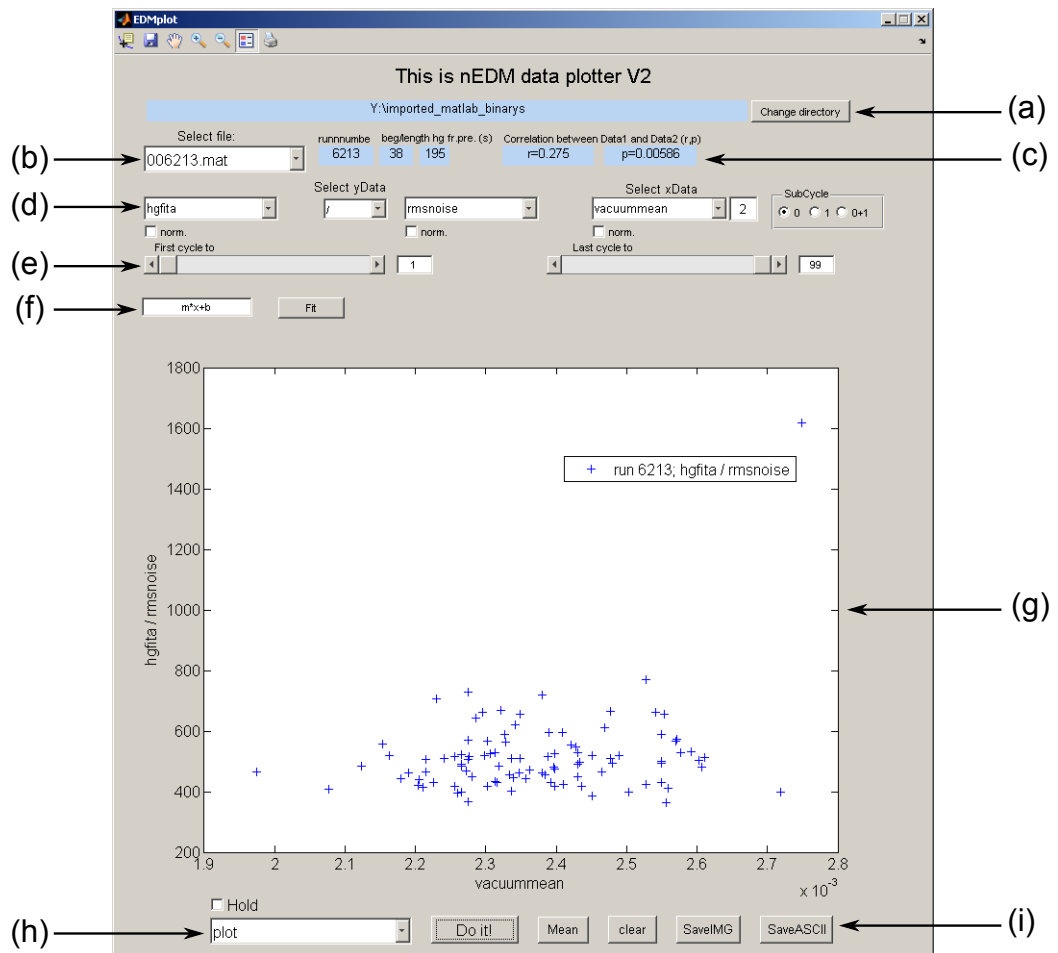 EDMplot
This is nEDM data plotter V2
Y:\imported_matlab_binarys
Change directory
(a)
Select file:
runnnumbe
beg/length hg fr.pre. (s)
Correlation between Data1 and Data2 (r,p)
(b)
006213.mat
6213
38
195
r=0.275
p=0.00586
(c)
Select yData
Select xData
SubCycle
(d)
hgfita
/
rmsnoise
vacuummean
2
0
1
0+1
norm.
norm.
norm.
First cycle to
Last cycle to
(e)
1
99
(f)
m*x+b
Fit
1800
1600
1400
1200
1000
800
600
400
200
hgfita / rmsnoise
run 6213; hgfita / rmsnoise
(g)
1.9
2
2.1
2.2
2.3
2.4
2.5
2.6
2.7
2.8
vacuummean
x 10⁻³
Hold
(h)
plot
Do it!
Mean
clear
SaveIMG
SaveASCII
(i)